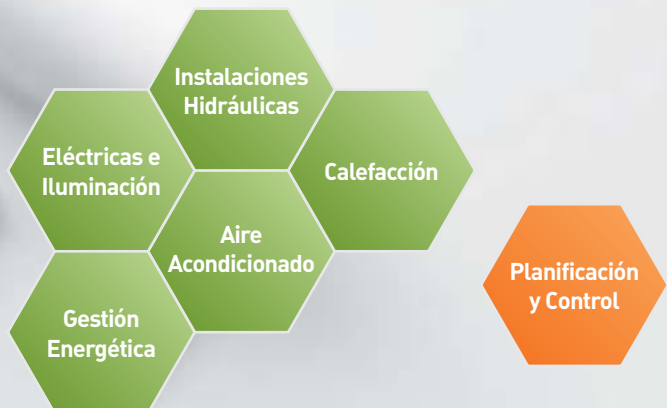 Instalaciones
Hidráulicas
Eléctricas e
Iluminación
Calefacción
Aire
Acondicionado
Gestión
Energética
Planificación
y Control